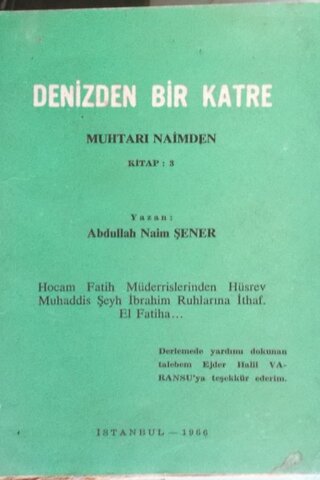 DENİZDEN BİR KATRE
MUHTARI NAİMDEN
KİTAP : 3
Yazan:
Abdullah Naim ŞENER
Hocam Fatih Müderrislerinden Hüsrev
Muhaddis Şeyh İbrahim Ruhlarına İthaf.
El Fatiha...
Derlemede yardımı dokunan
talebem Ejder Halil VA-
RANSU'ya teşekkür ederim.
İSTANBUL — 1966